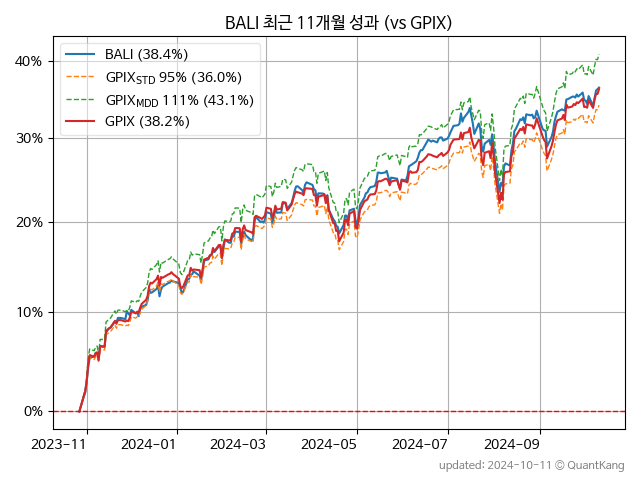 BALI 최근 11개월 성과 (vs GPIX)
BALI (38.4%)
GPIX_STD 95% (36.0%)
GPIX_MDD 111% (43.1%)
GPIX (38.2%)
40%
30%
20%
10%
0%
2023-11
2024-01
2024-03
2024-05
2024-07
2024-09
updated: 2024-10-11 © QuantKang